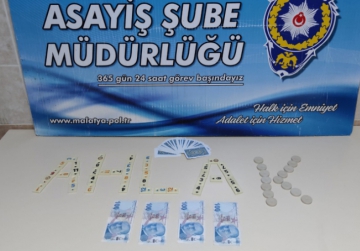 ASAYİŞ ŞUBE
MÜDÜRLÜĞÜ
365 gün 24 saat görev başındayız
www.malatya.pol.tr
Halk için Emniyet
Adalet için Hizmet
AHLAK